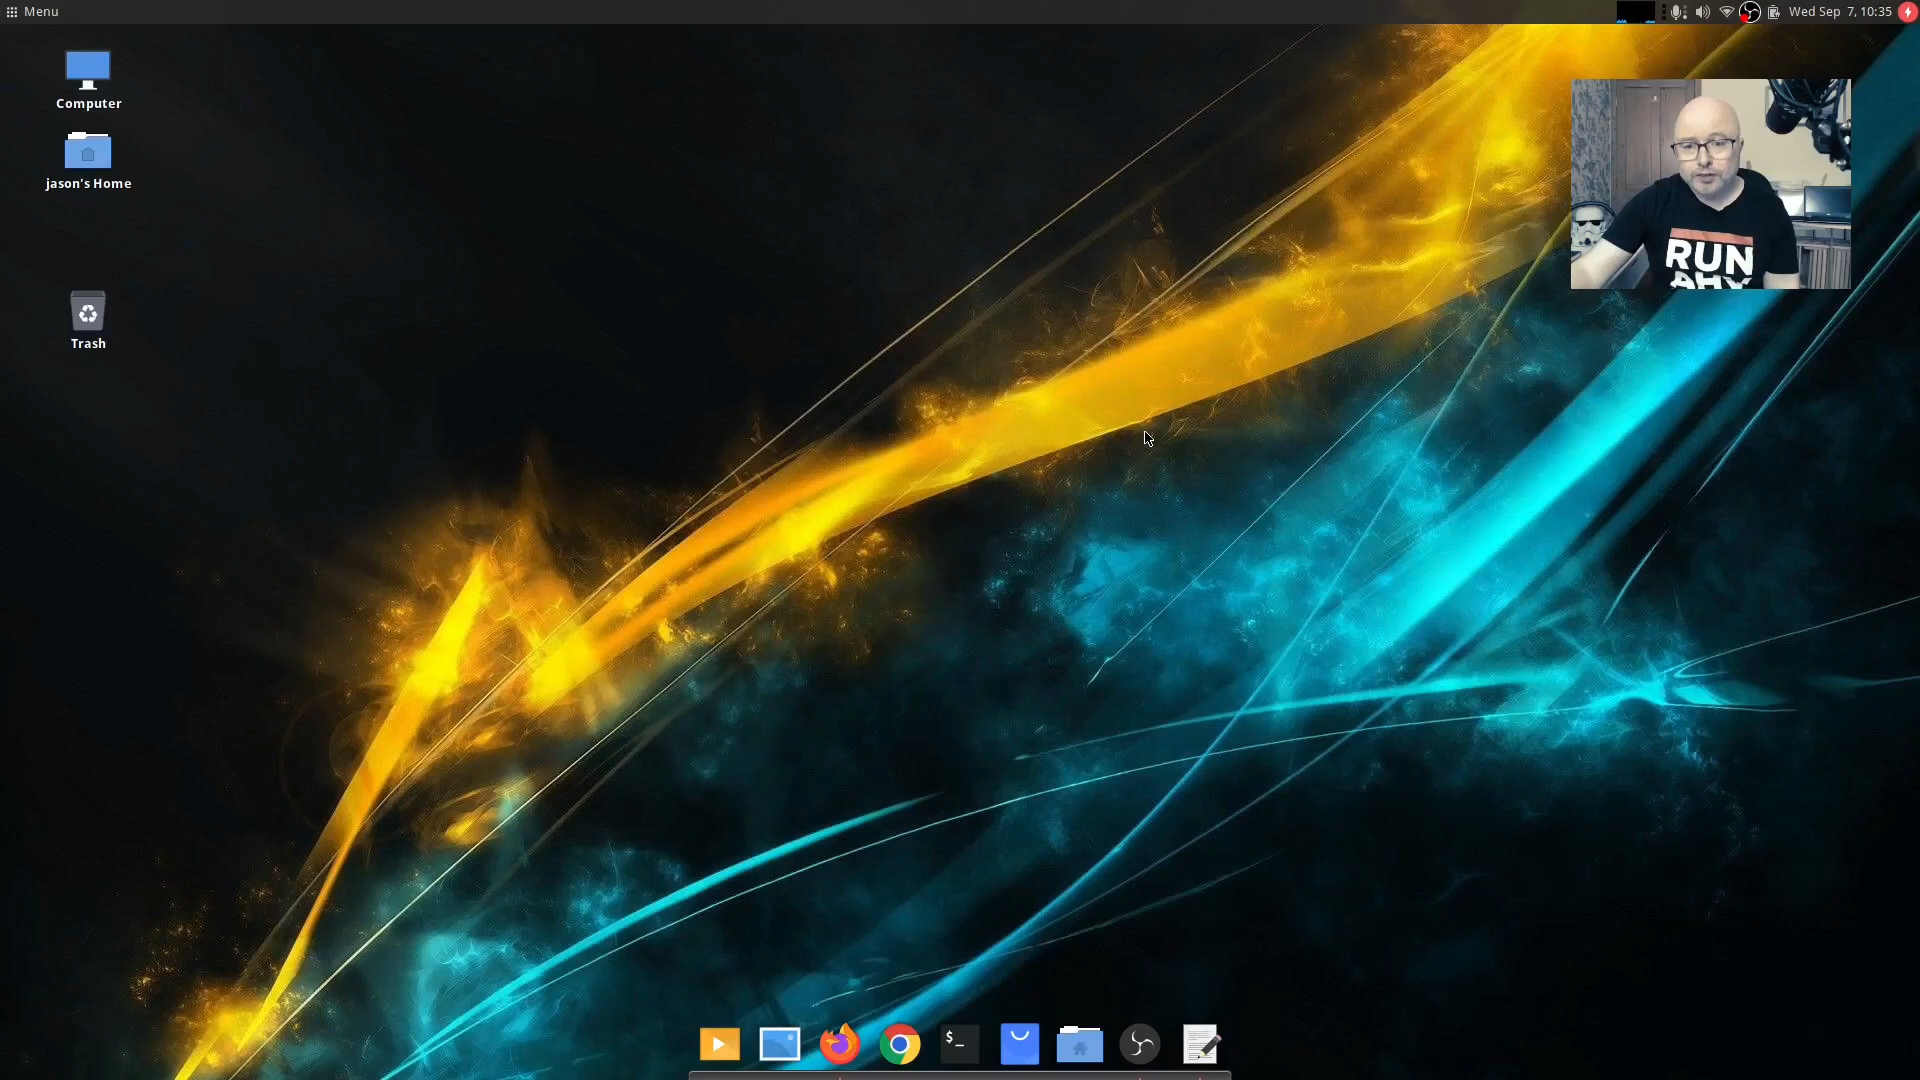 Menu
Wed Sep 7, 10:35
Computer
jason's Home
Trash
RUN
$_